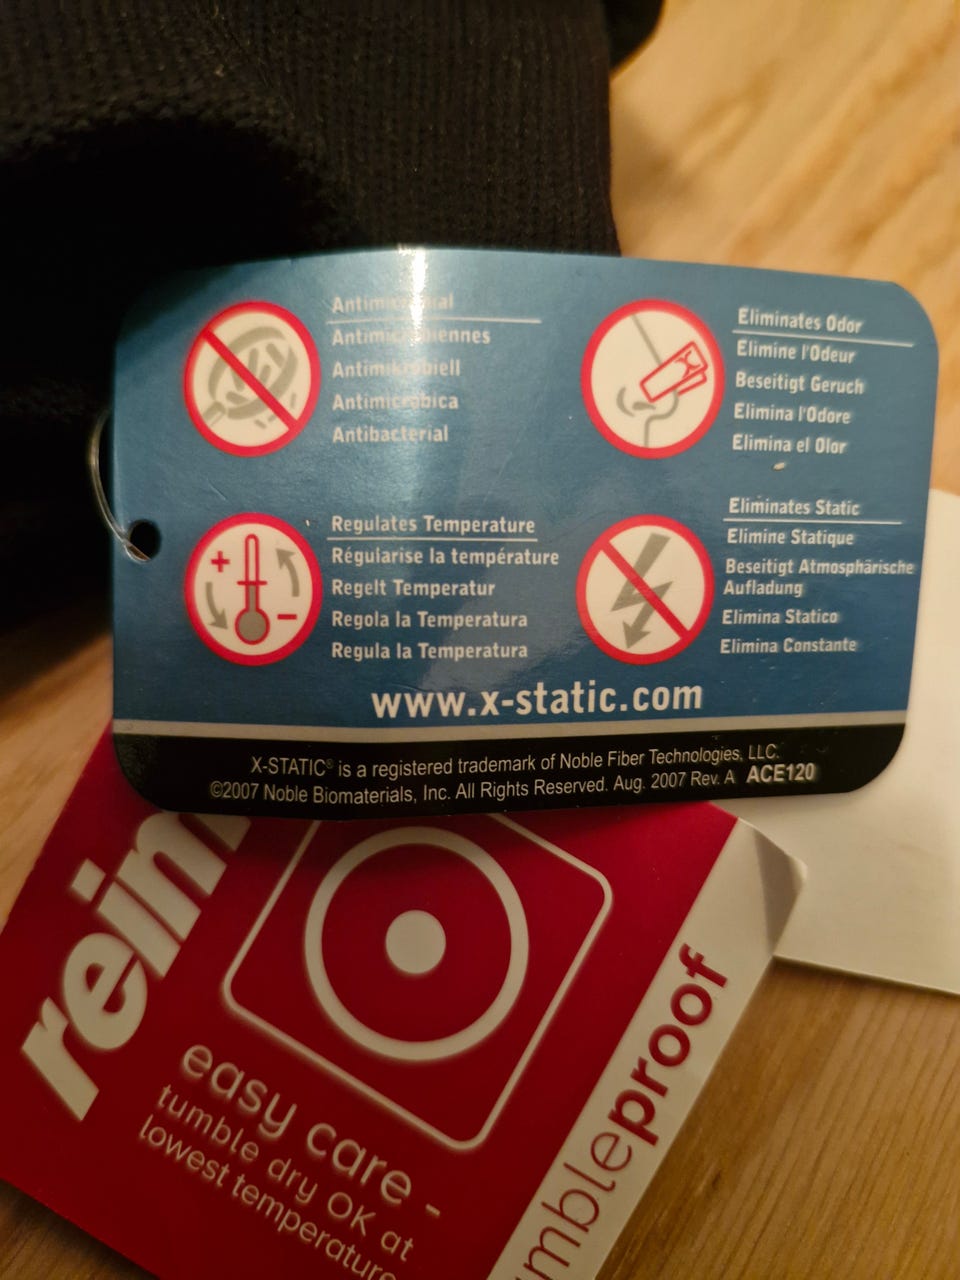 Antimicrobial
Antimicrobiennes
Antimikrobiell
Antimicrobica
Antibacterial
Eliminates Odor
Elimine l'Odeur
Beseitigt Geruch
Elimina l'Odore
Elimina el Olor
Regulates Temperature
Régularise la température
Regelt Temperatur
Regola la Temperatura
Regula la Temperatura
Eliminates Static
Elimine Statique
Beseitigt Atmosphärische
Aufladung
Elimina Statico
Elimina Constante
www.x-static.com
X-STATIC® is a registered trademark of Noble Fiber Technologies, LLC.
©2007 Noble Biomaterials, Inc. All Rights Reserved. Aug. 2007 Rev. A ACE120
easy care -
tumble dry OK at
lowest temperature
proof